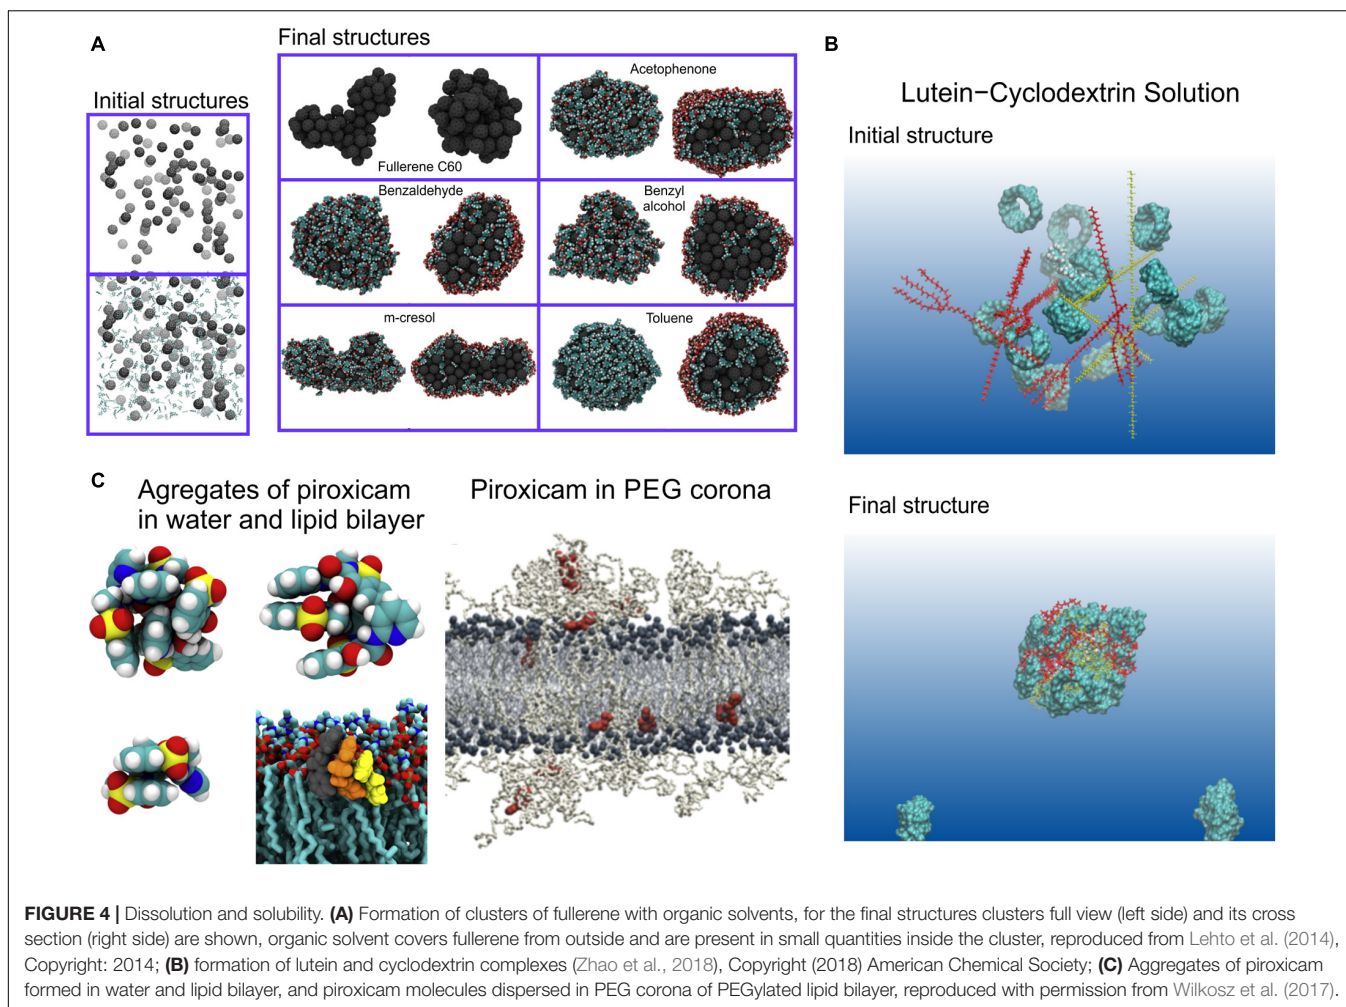 A
Final structures
Initial structures
Fullerene C60
Acetophenone
Benzaldehyde
Benzyl
alcohol
m-cresol
Toluene
B
Lutein−Cyclodextrin Solution
Initial structure
Final structure
C
Agregates of piroxicam
in water and lipid bilayer
Piroxicam in PEG corona
FIGURE 4 | Dissolution and solubility. (A) Formation of clusters of fullerene with organic solvents, for the final structures clusters full view (left side) and its cross
section (right side) are shown, organic solvent covers fullerene from outside and are present in small quantities inside the cluster, reproduced from Lehto et al. (2014),
Copyright: 2014; (B) formation of lutein and cyclodextrin complexes (Zhao et al., 2018), Copyright (2018) American Chemical Society; (C) Aggregates of piroxicam
formed in water and lipid bilayer, and piroxicam molecules dispersed in PEG corona of PEGylated lipid bilayer, reproduced with permission from Wilkosz et al. (2017).